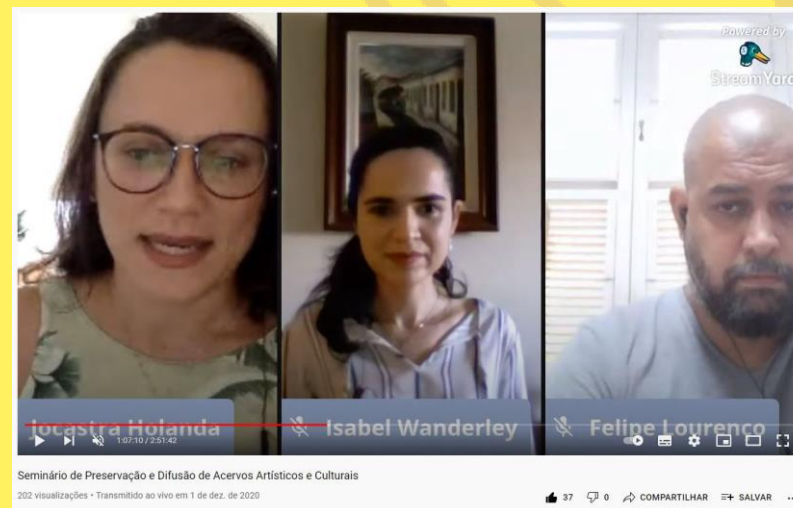 Powered by
StreamYard
Jocastra Holanda
Isabel Wanderley
Felipe Lourenço
1:07:10 / 2:51:42
Seminário de Preservação e Difusão de Acervos Artísticos e Culturais
202 visualizações • Transmitido ao vivo em 1 de dez. de 2020
37 0 COMPARTILHAR SALVAR ...